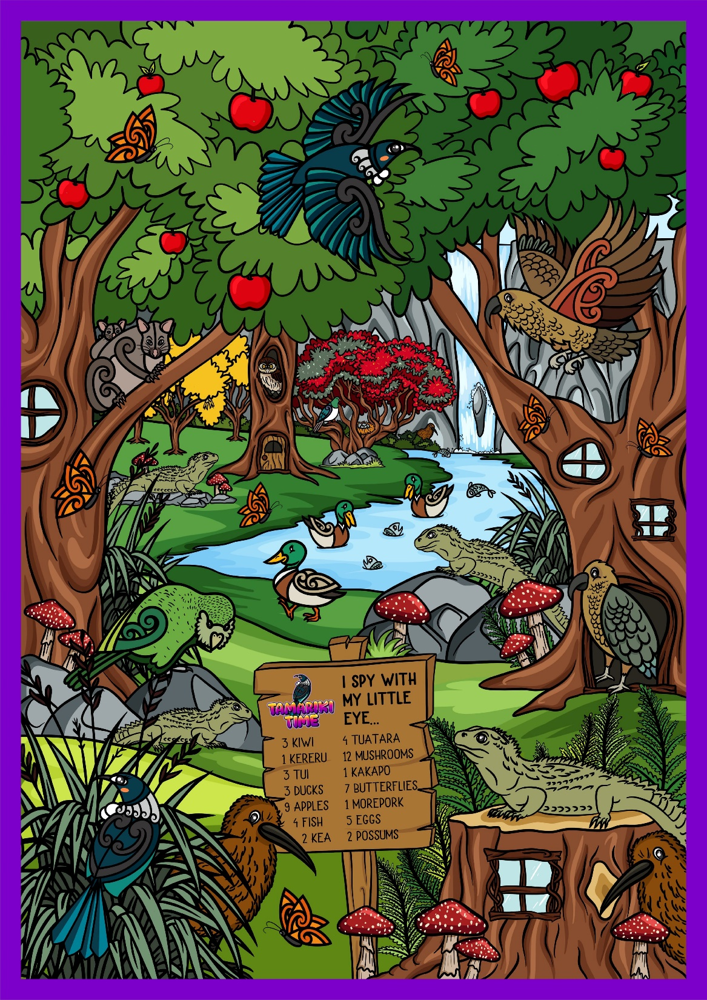 TAMARIKI
TIME
I SPY WITH
MY LITTLE
EYE...
3 KIWI
1 KERERU
3 TUI
3 DUCKS
9 APPLES
4 FISH
2 KEA
4 TUATARA
12 MUSHROOMS
1 KAKAPO
7 BUTTERFLIES
1 MOREPORK
5 EGGS
2 POSSUMS